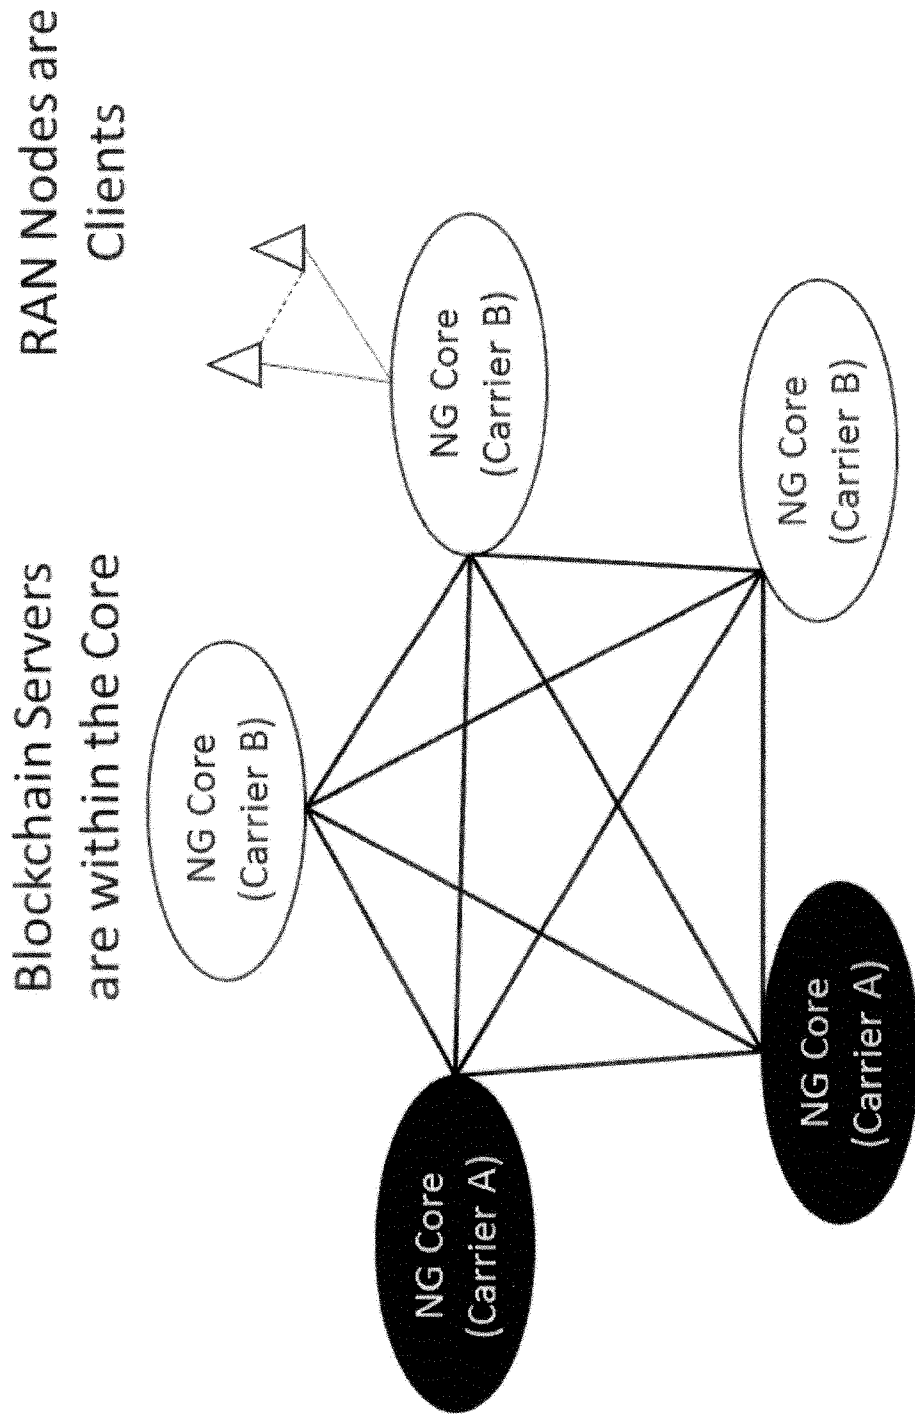 Blockchain Servers
are within the Core
RAN Nodes are
Clients
NG Core
(Carrier B)
NG Core
(Carrier A)
NG Core
(Carrier B)
NG Core
(Carrier A)
NG Core
(Carrier B)